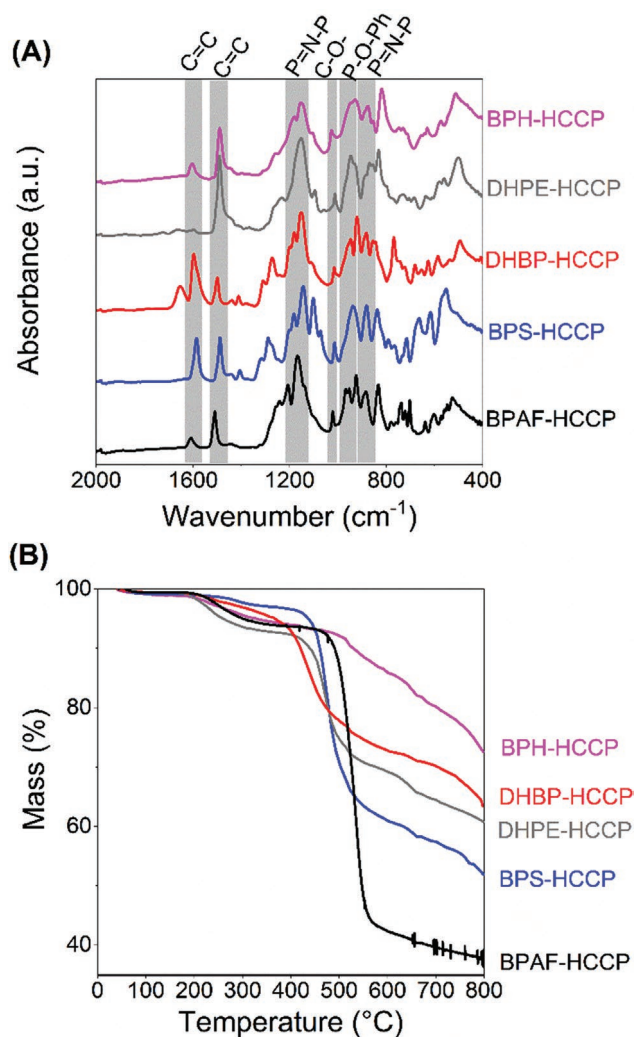 (A)
C=C
C=C
P=N-P
C-O-
P-O-Ph
P=N-P
Absorbance (a.u.)
BPH-HCCP
DHPE-HCCP
DHBP-HCCP
BPS-HCCP
BPAF-HCCP
2000 1600 1200 800 400
Wavenumber (cm⁻¹)
(B)
Mass (%)
100
80
60
40
BPH-HCCP
DHBP-HCCP
DHPE-HCCP
BPS-HCCP
BPAF-HCCP
0 100 200 300 400 500 600 700 800
Temperature (°C)